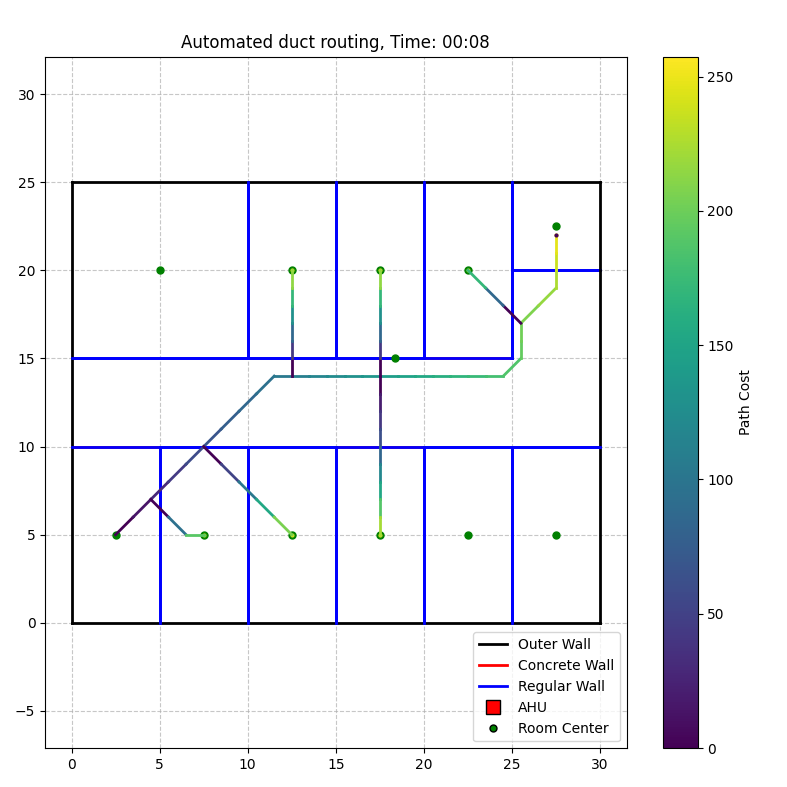 Automated duct routing, Time: 00:08
30
25
20
15
10
5
0
−5
0 5 10 15 20 25 30
Outer Wall
Concrete Wall
Regular Wall
AHU
Room Center
250
200
150
100
50
0
Path Cost